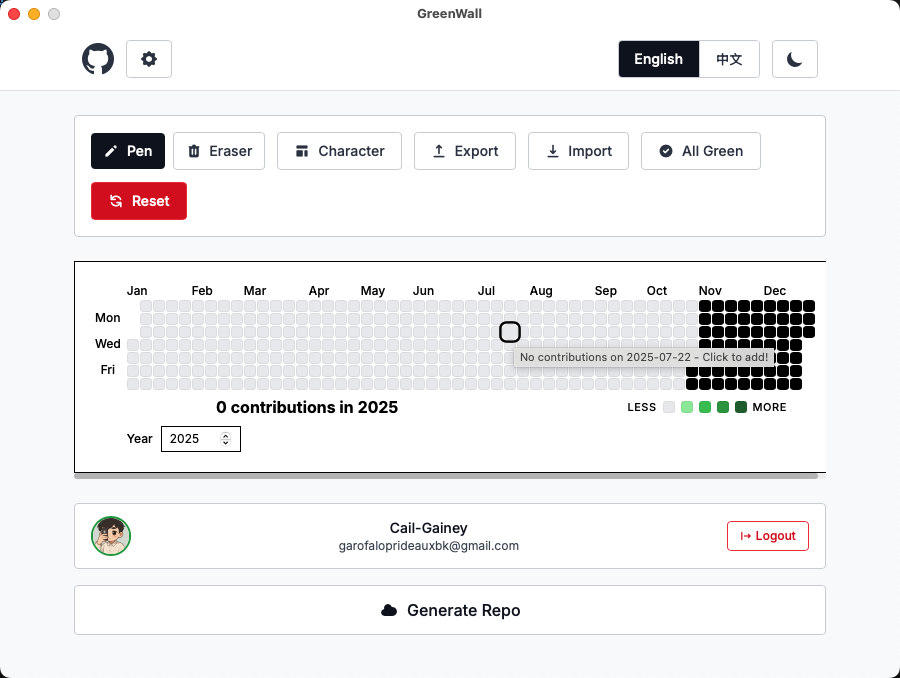 GreenWall
English 中文
Pen Eraser Character Export Import All Green
Reset
Jan Feb Mar Apr May Jun Jul Aug Sep Oct Nov Dec
Mon
Wed
No contributions on 2025-07-22 - Click to add!
Fri
0 contributions in 2025 LESS MORE
Year 2025
Cail-Gainey
garofaloprideauxbk@gmail.com
Logout
Generate Repo